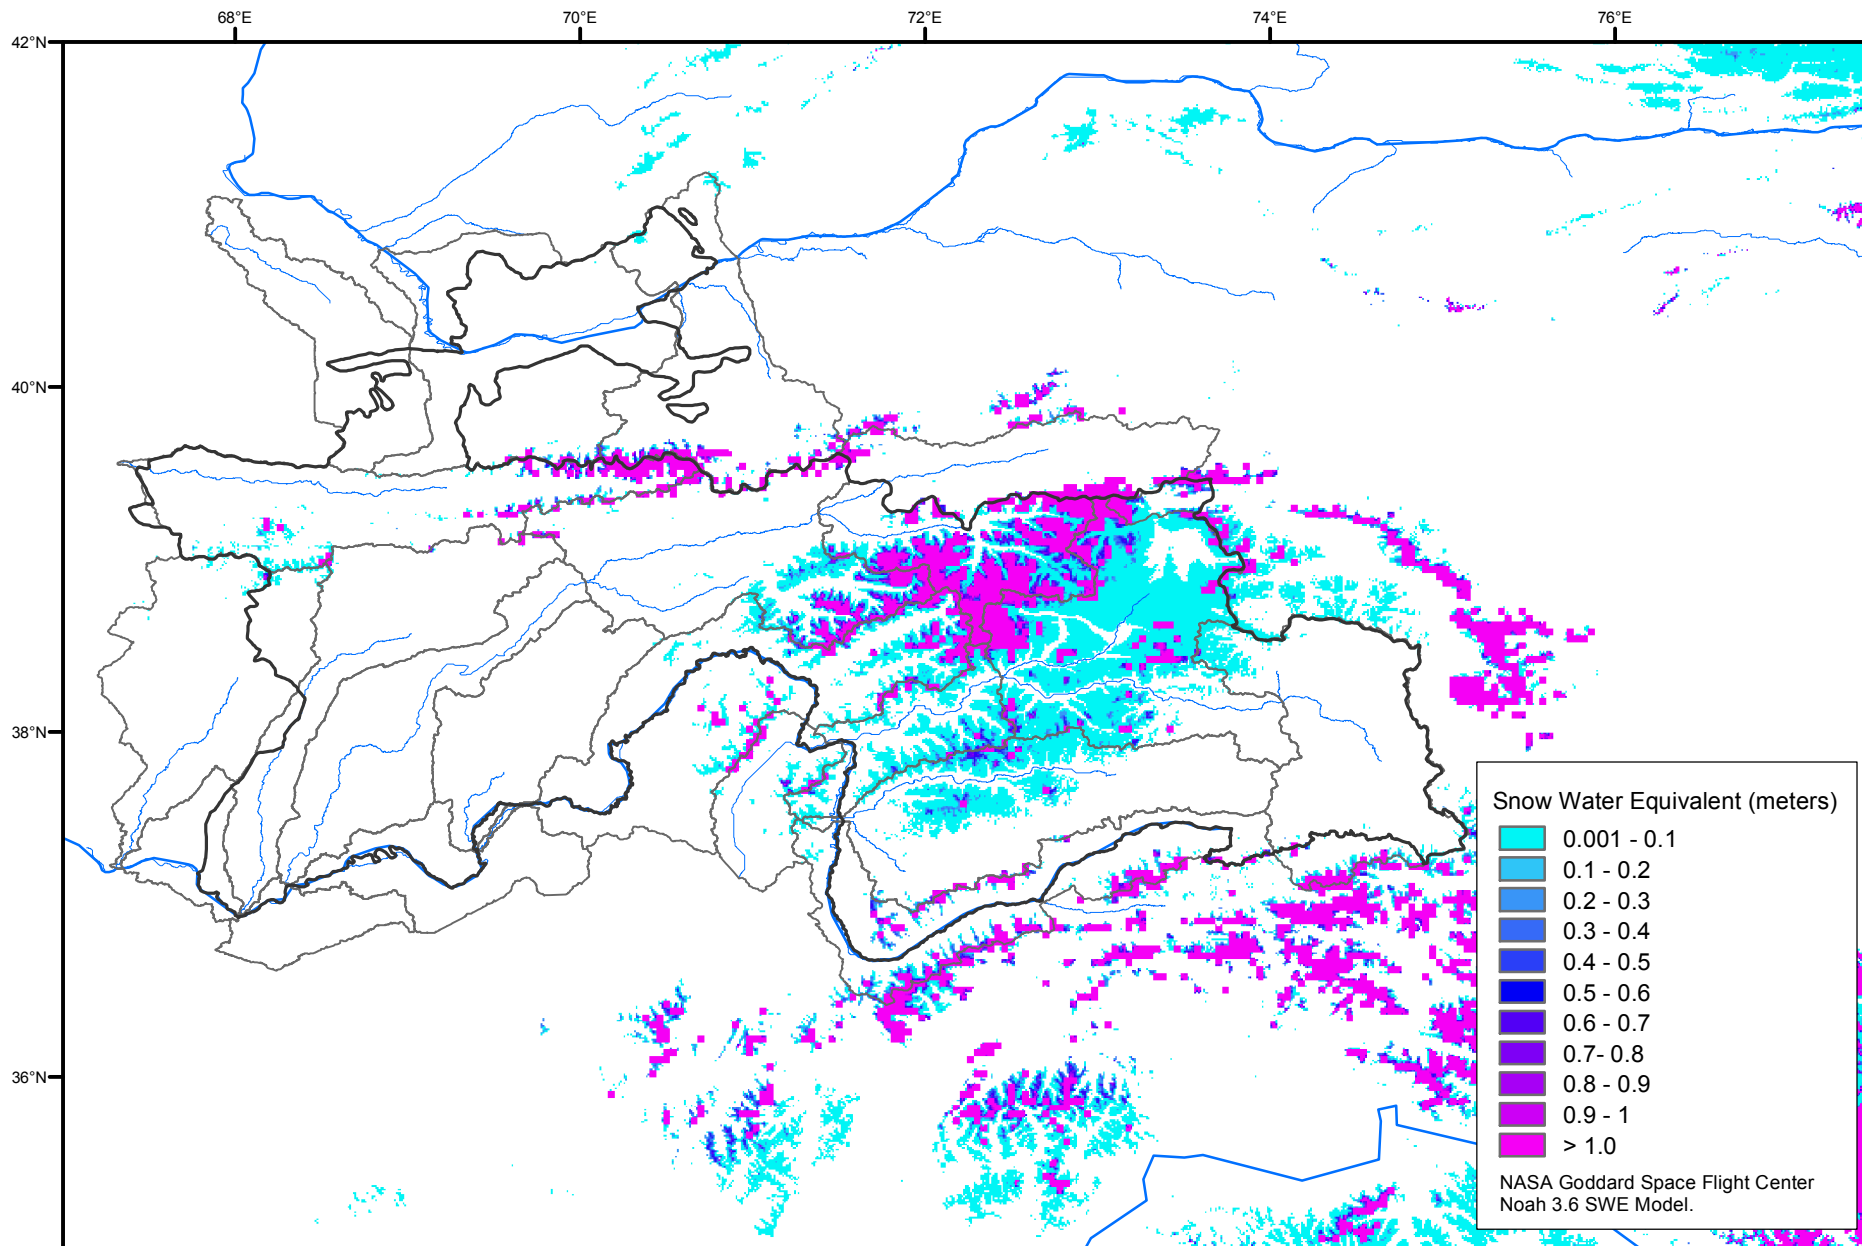 68°E
70°E
72°E
74°E
76°E
42°N
40°N
38°N
36°N
Snow Water Equivalent (meters)
0.001 - 0.1
0.1 - 0.2
0.2 - 0.3
0.3 - 0.4
0.4 - 0.5
0.5 - 0.6
0.6 - 0.7
0.7- 0.8
0.8 - 0.9
0.9 - 1
> 1.0
NASA Goddard Space Flight Center
Noah 3.6 SWE Model.